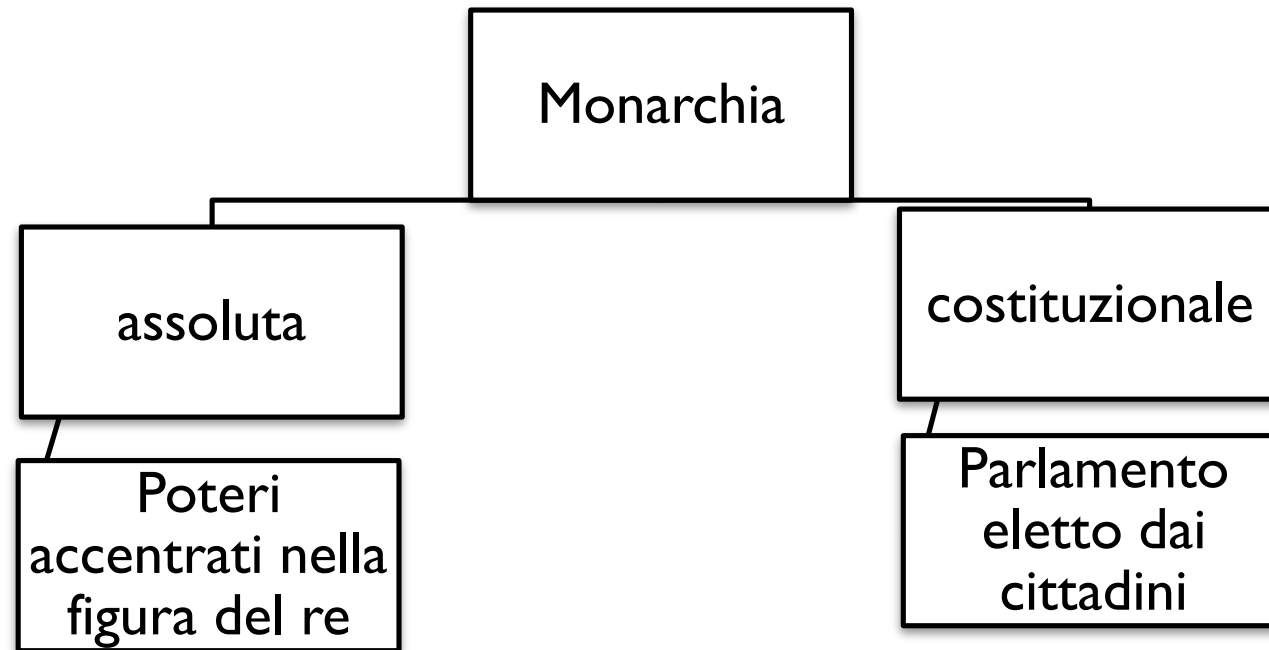 Monarchia
assoluta
Poteri
accentrati nella
figura del re
costituzionale
Parlamento
eletto dai
cittadini